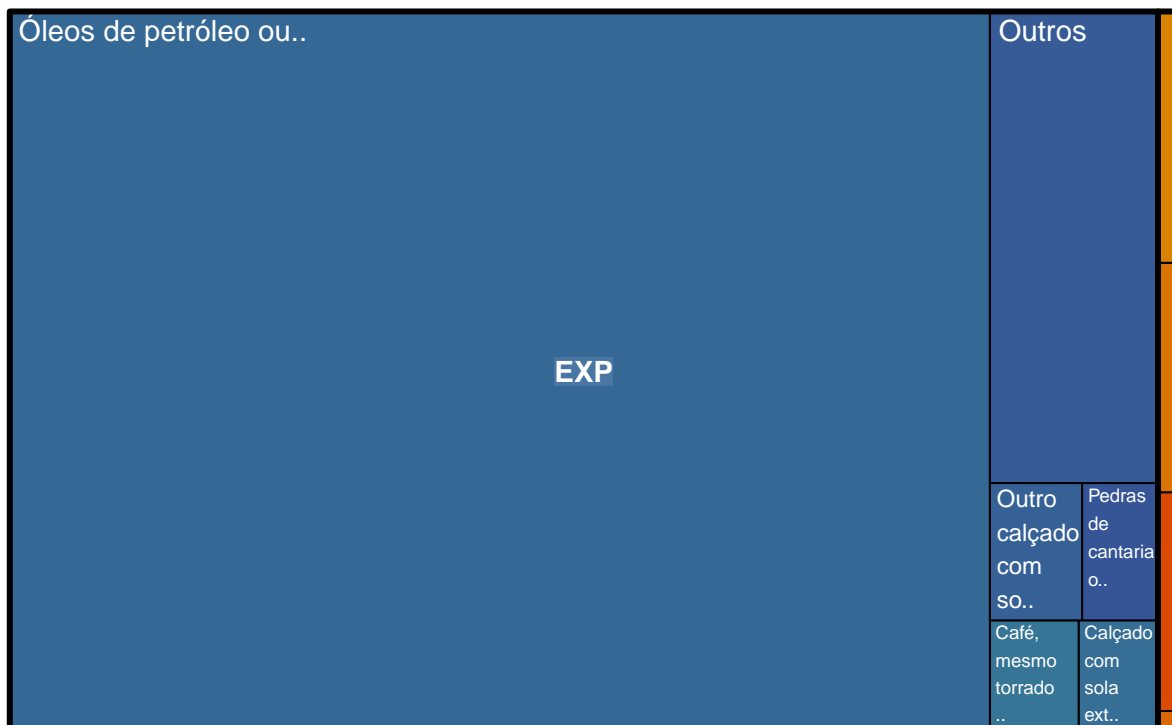 Óleos de petróleo ou..
Outros
EXP
Outro
calçado
com
so..
Pedras
de
cantaria
o..
Café,
mesmo
torrado
..
Calçado
com
sola
ext..